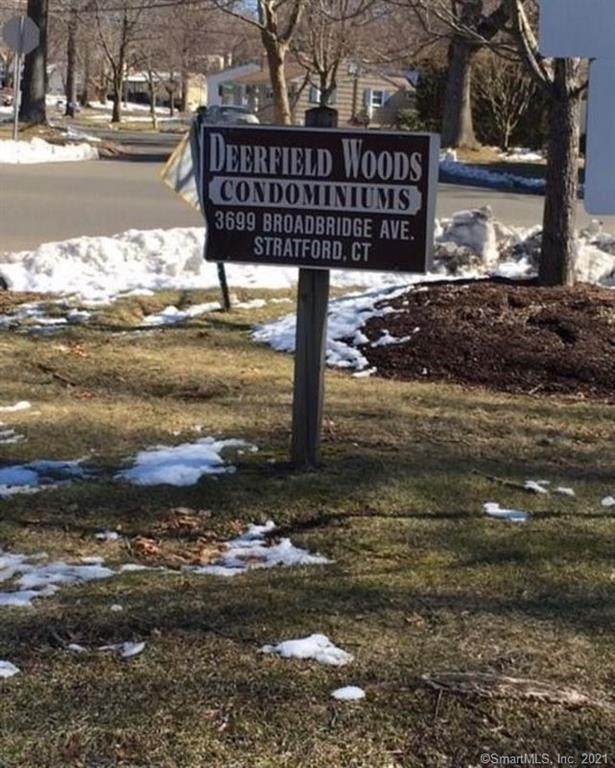 DEERFIELD WOODS
CONDOMINIUMS
3699 BROADBRIDGE AVE.
STRATFORD, CT
©SmartMLS, Inc. 2021